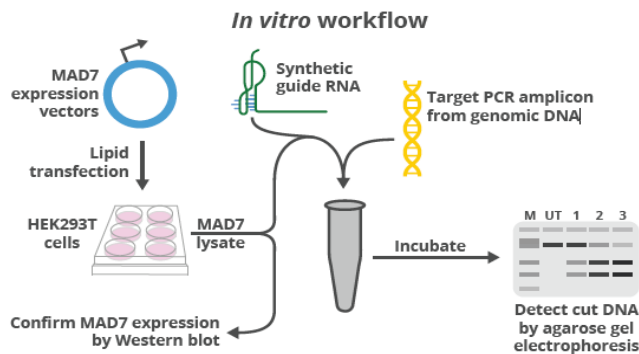 In vitro workflow
MAD7
expression
vectors
Synthetic
guide RNA
Target PCR amplicon
from genomic DNA
Lipid
transfection
HEK293T
cells
MAD7
lysate
Incubate
M UT 1 2 3
Confirm MAD7 expression
by Western blot
Detect cut DNA
by agarose gel
electrophoresis